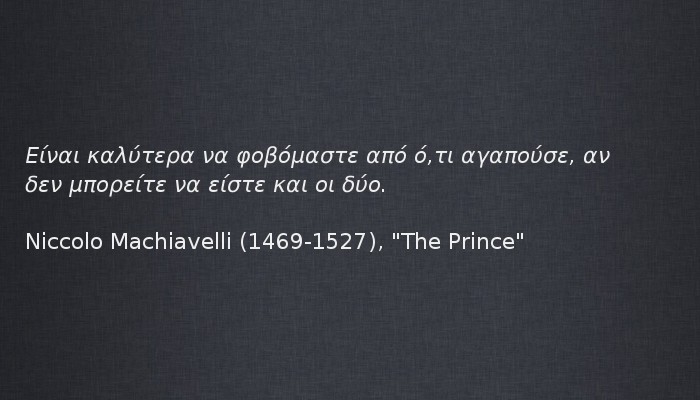 Είναι καλύτερα να φοβόμαστε από ό,τι αγαπούσε, αν
δεν μπορείτε να είστε και οι δύο.
Niccolo Machiavelli (1469-1527), "The Prince"